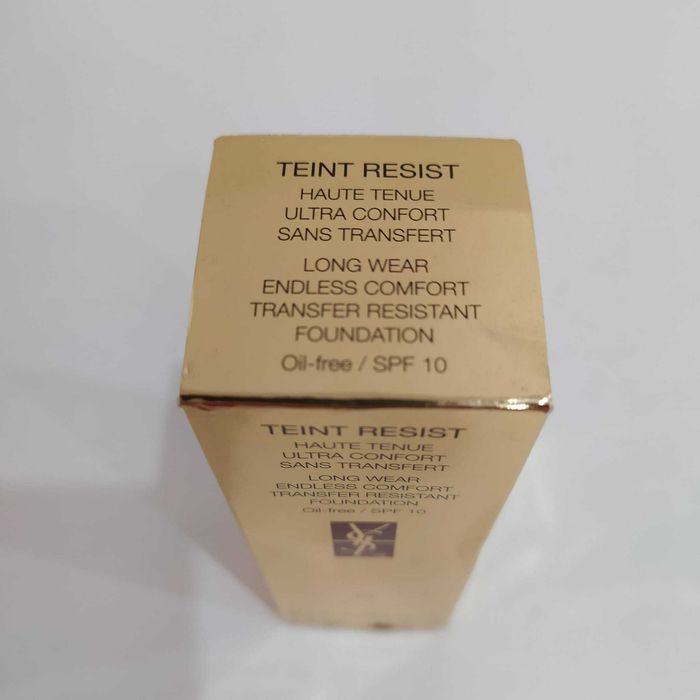 TEINT RESIST
HAUTE TENUE
ULTRA CONFORT
SANS TRANSFERT
LONG WEAR
ENDLESS COMFORT
TRANSFER RESISTANT
FOUNDATION
Oil-free / SPF 10
TEINT RESIST
HAUTE TENUE
ULTRA CONFORT
SANS TRANSFERT
LONG WEAR
ENDLESS COMFORT
TRANSFER RESISTANT
FOUNDATION
Oil-free / SPF 10
YSL